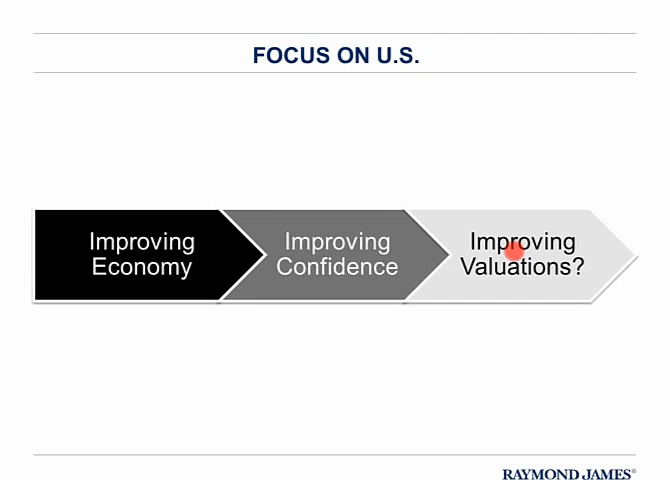 FOCUS ON U.S.
Improving
Economy
Improving
Confidence
Improving
Valuations?
RAYMOND JAMES®